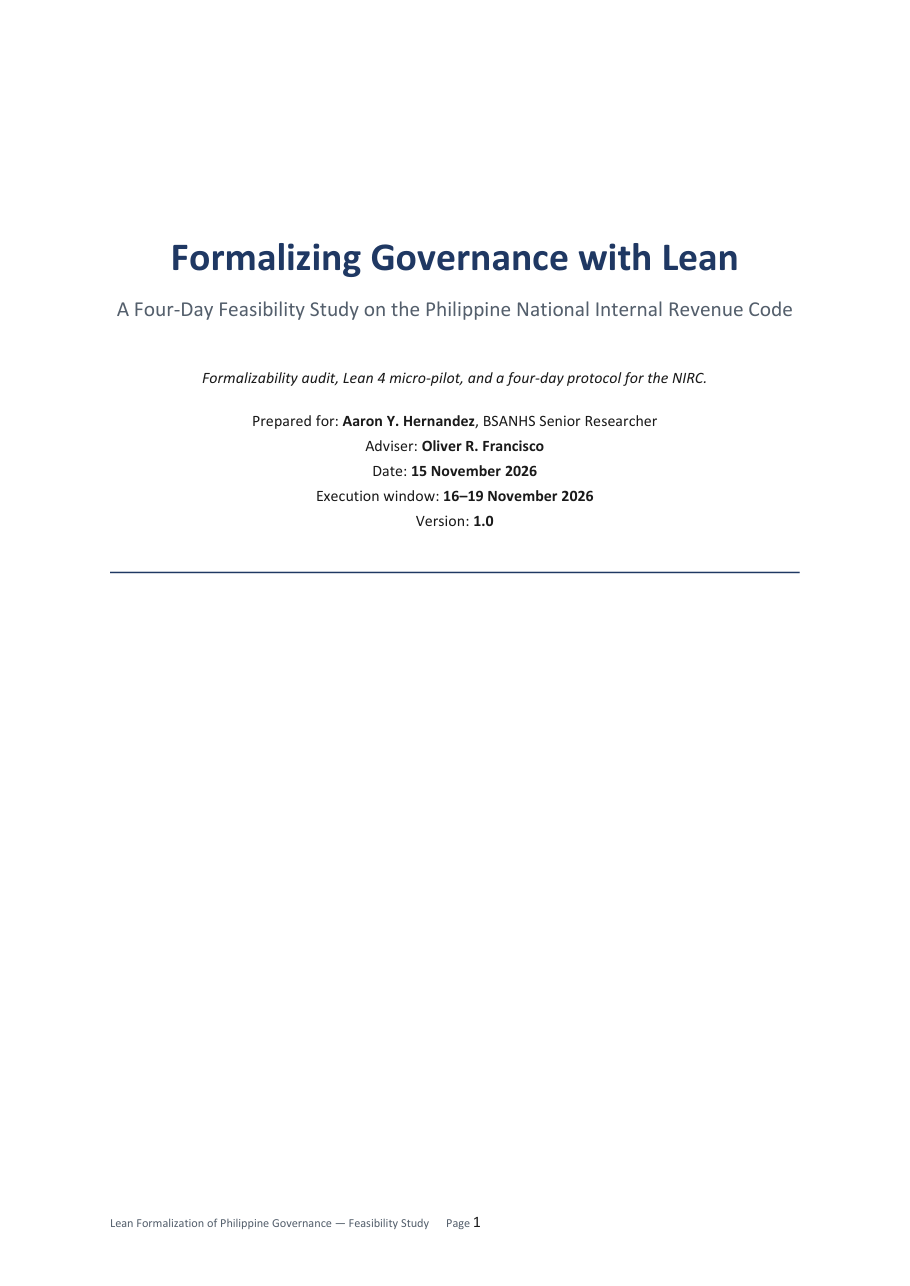 Formalizing Governance with Lean
A Four-Day Feasibility Study on the Philippine National Internal Revenue Code
Formalizability audit, Lean 4 micro-pilot, and a four-day protocol for the NIRC.
Prepared for: Aaron Y. Hernandez, BSANHS Senior Researcher
Adviser: Oliver R. Francisco
Date: 15 November 2026
Execution window: 16–19 November 2026
Version: 1.0
Lean Formalization of Philippine Governance — Feasibility Study Page 1